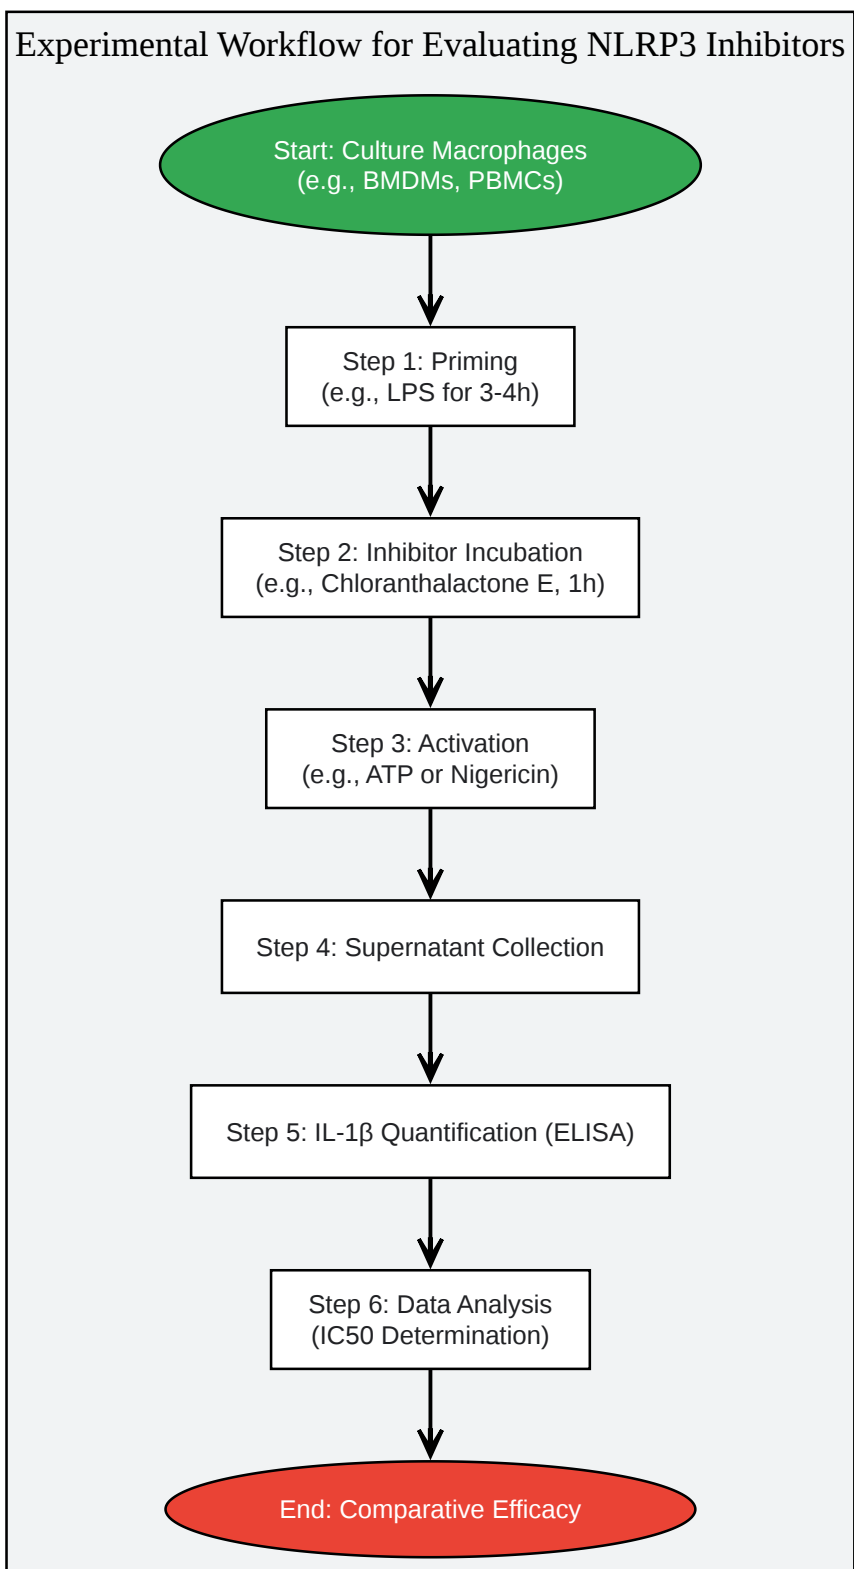 Experimental Workflow for Evaluating NLRP3 Inhibitors
Start: Culture Macrophages
(e.g., BMDMs, PBMCs)
Step 1: Priming
(e.g., LPS for 3-4h)
Step 2: Inhibitor Incubation
(e.g., Chloranthalactone E, 1h)
Step 3: Activation
(e.g., ATP or Nigericin)
Step 4: Supernatant Collection
Step 5: IL-1β Quantification (ELISA)
Step 6: Data Analysis
(IC50 Determination)
End: Comparative Efficacy